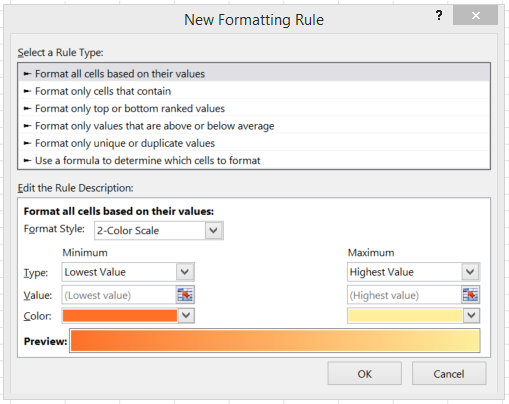 New Formatting Rule
?
Select a Rule Type:
► Format all cells based on their values
► Format only cells that contain
► Format only top or bottom ranked values
► Format only values that are above or below average
► Format only unique or duplicate values
► Use a formula to determine which cells to format
Edit the Rule Description:
Format all cells based on their values:
Format Style: 2-Color Scale
Minimum Maximum
Type: Lowest Value Highest Value
Value: (Lowest value) (Highest value)
Color:
Preview:
OK Cancel